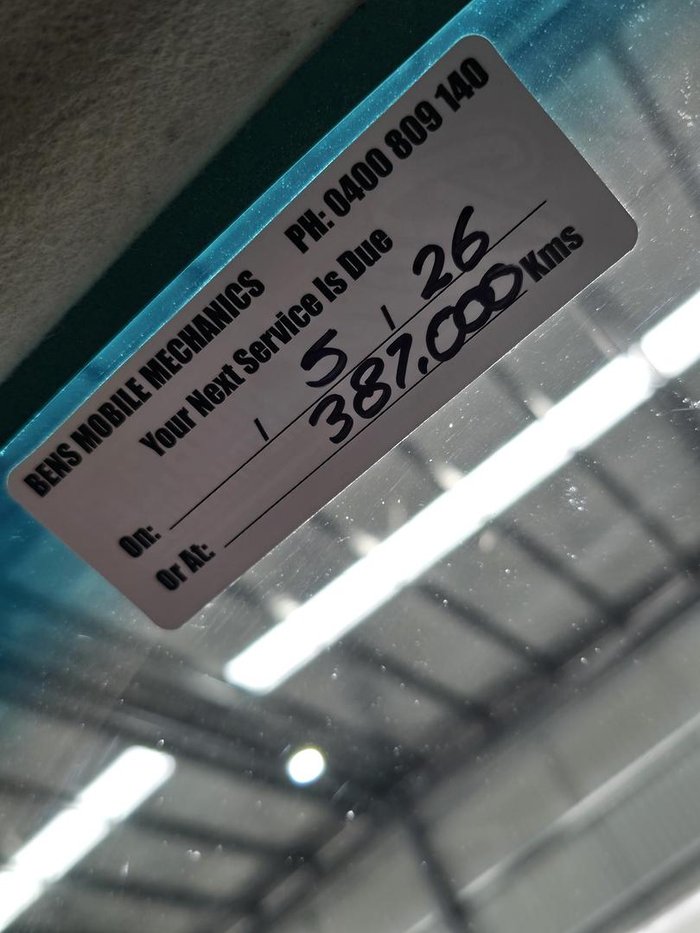 BENS MOBILE MECHANICS PH: 0400 809 140
Your Next Service Is Due
On: / 5 / 26
Or At: 387,000 Kms